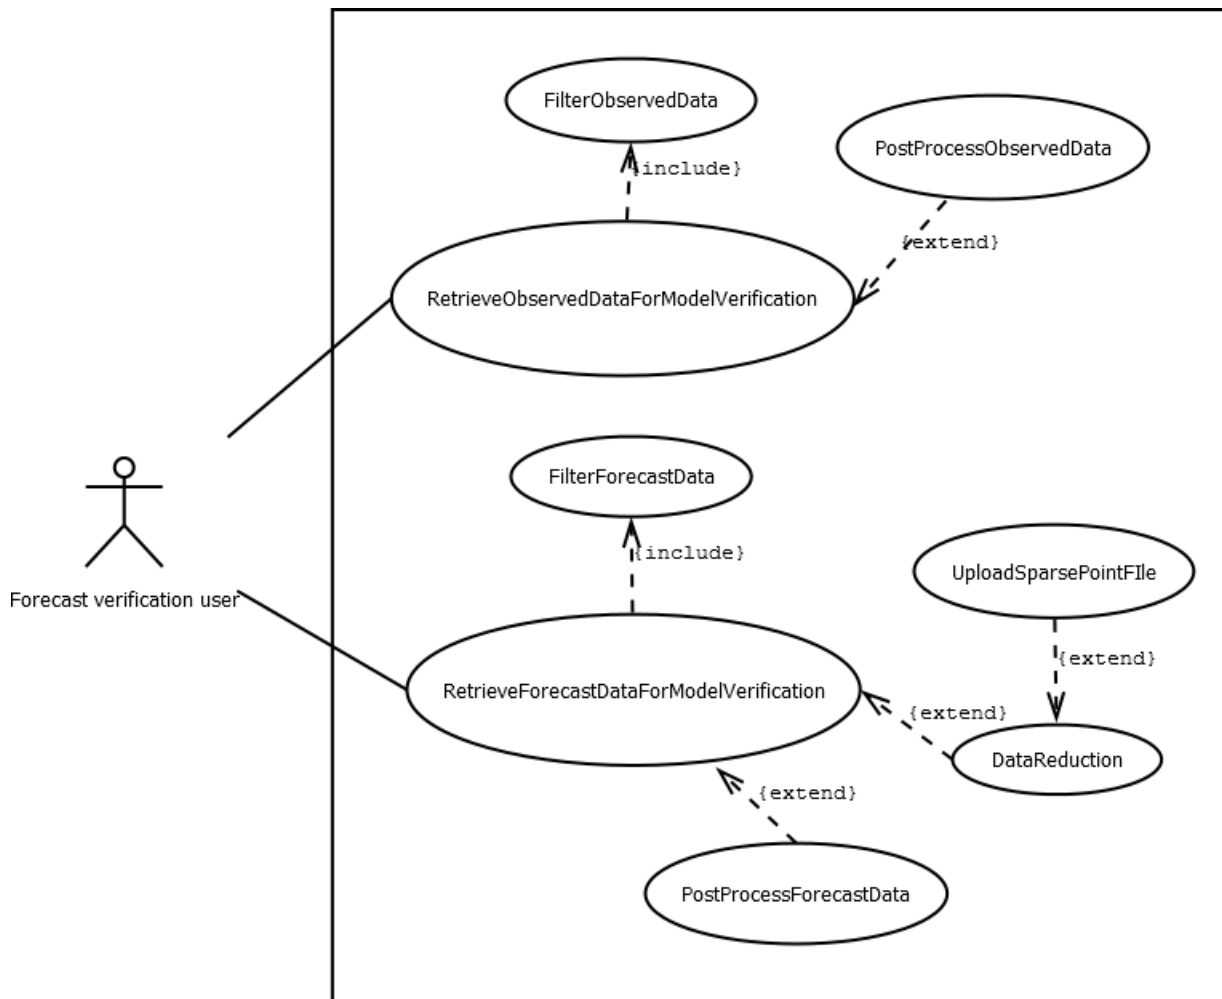 FilterObservedData
PostProcessObservedData
{include}
{extend}
RetrieveObservedDataForModelVerification
FilterForecastData
{include}
UploadSparsePointFIle
Forecast verification user
{extend}
RetrieveForecastDataForModelVerification
{extend}
DataReduction
{extend}
PostProcessForecastData